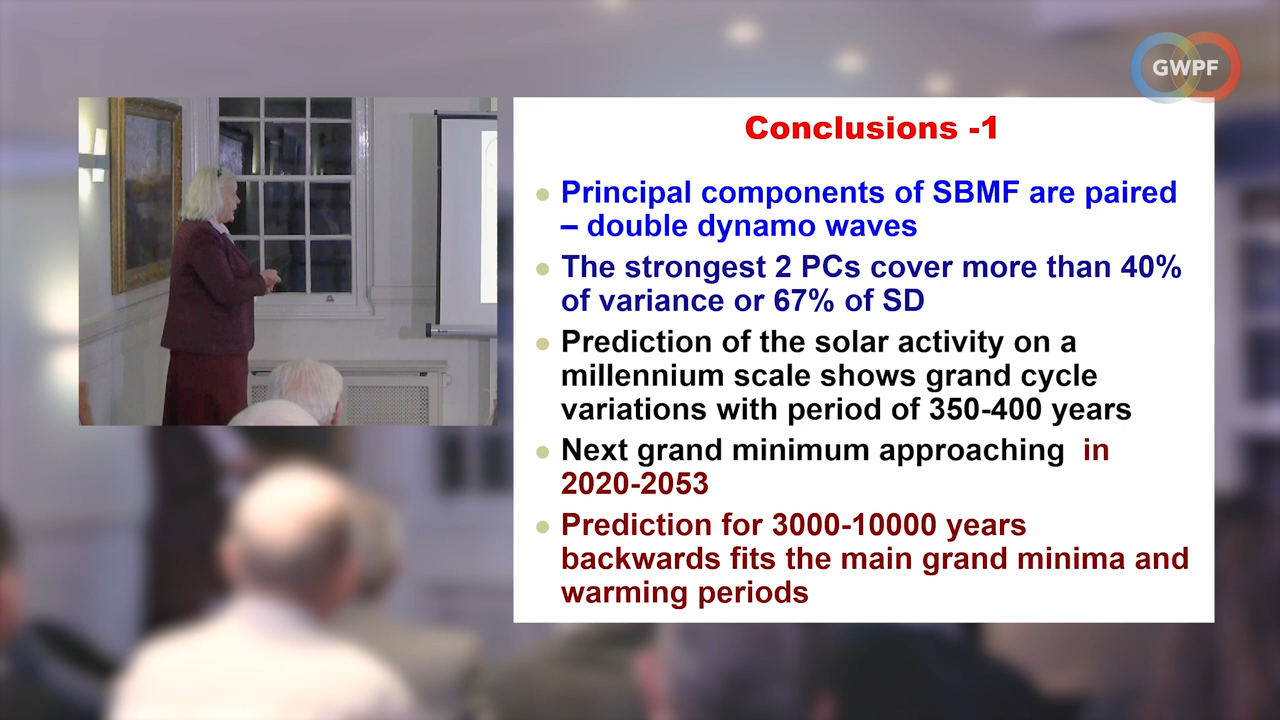 GWPF
Conclusions -1
Principal components of SBMF are paired
– double dynamo waves
The strongest 2 PCs cover more than 40%
of variance or 67% of SD
Prediction of the solar activity on a
millennium scale shows grand cycle
variations with period of 350-400 years
Next grand minimum approaching in
2020-2053
Prediction for 3000-10000 years
backwards fits the main grand minima and
warming periods